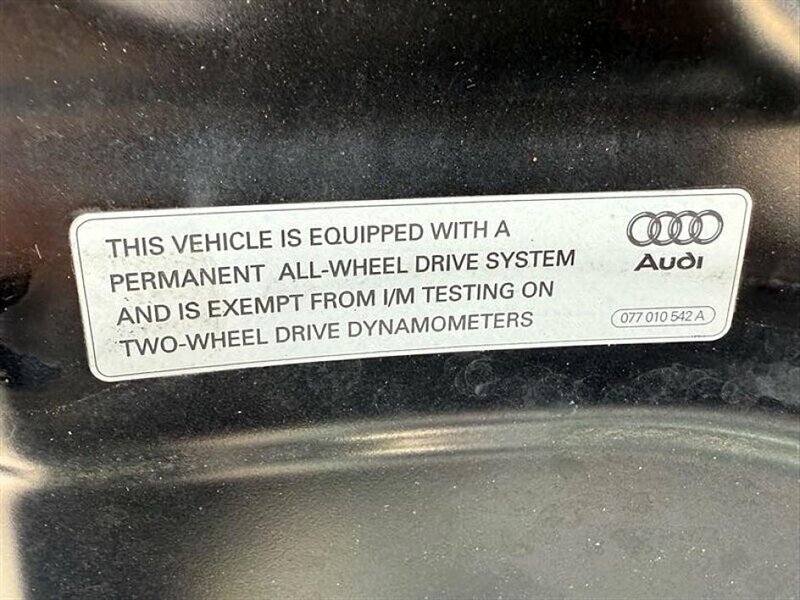 THIS VEHICLE IS EQUIPPED WITH A
PERMANENT ALL-WHEEL DRIVE SYSTEM
AND IS EXEMPT FROM I/M TESTING ON
TWO-WHEEL DRIVE DYNAMOMETERS
Audi
077 010 542 A